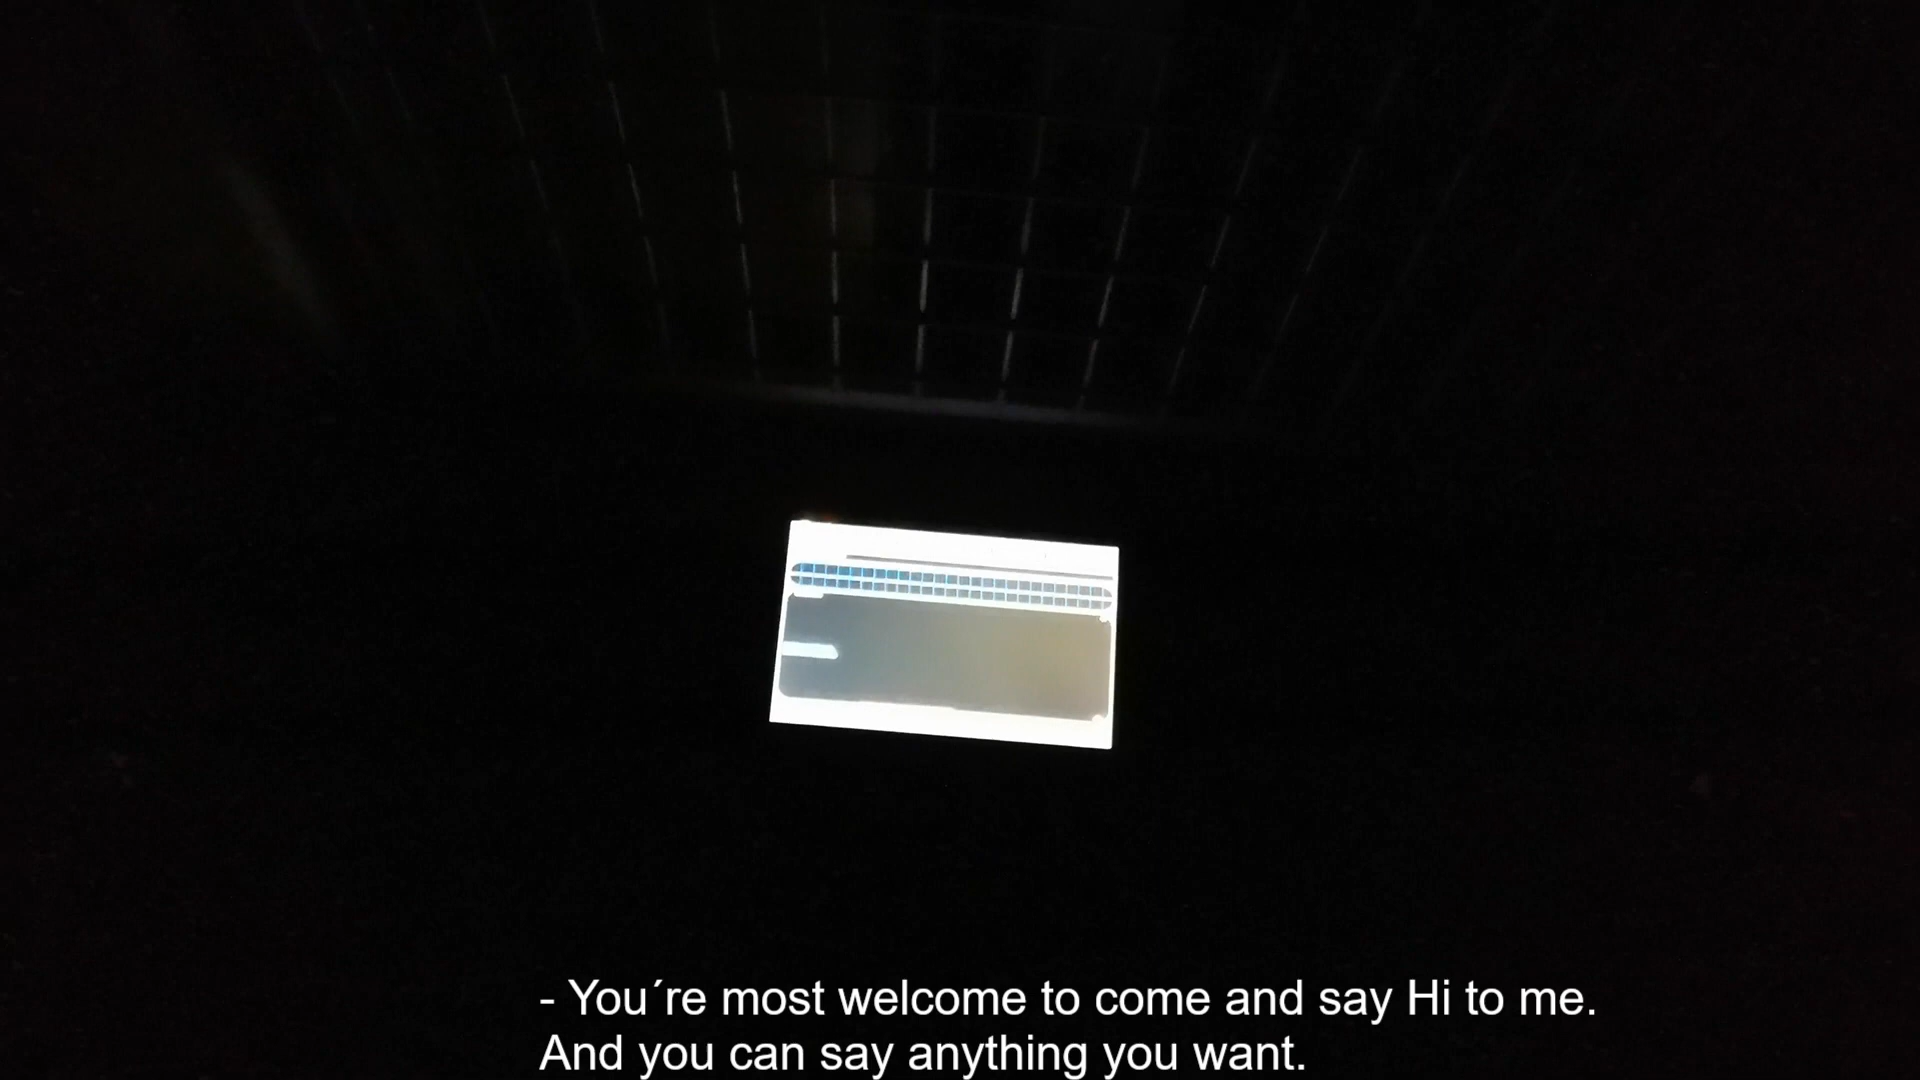 - You´re most welcome to come and say Hi to me.
And you can say anything you want.